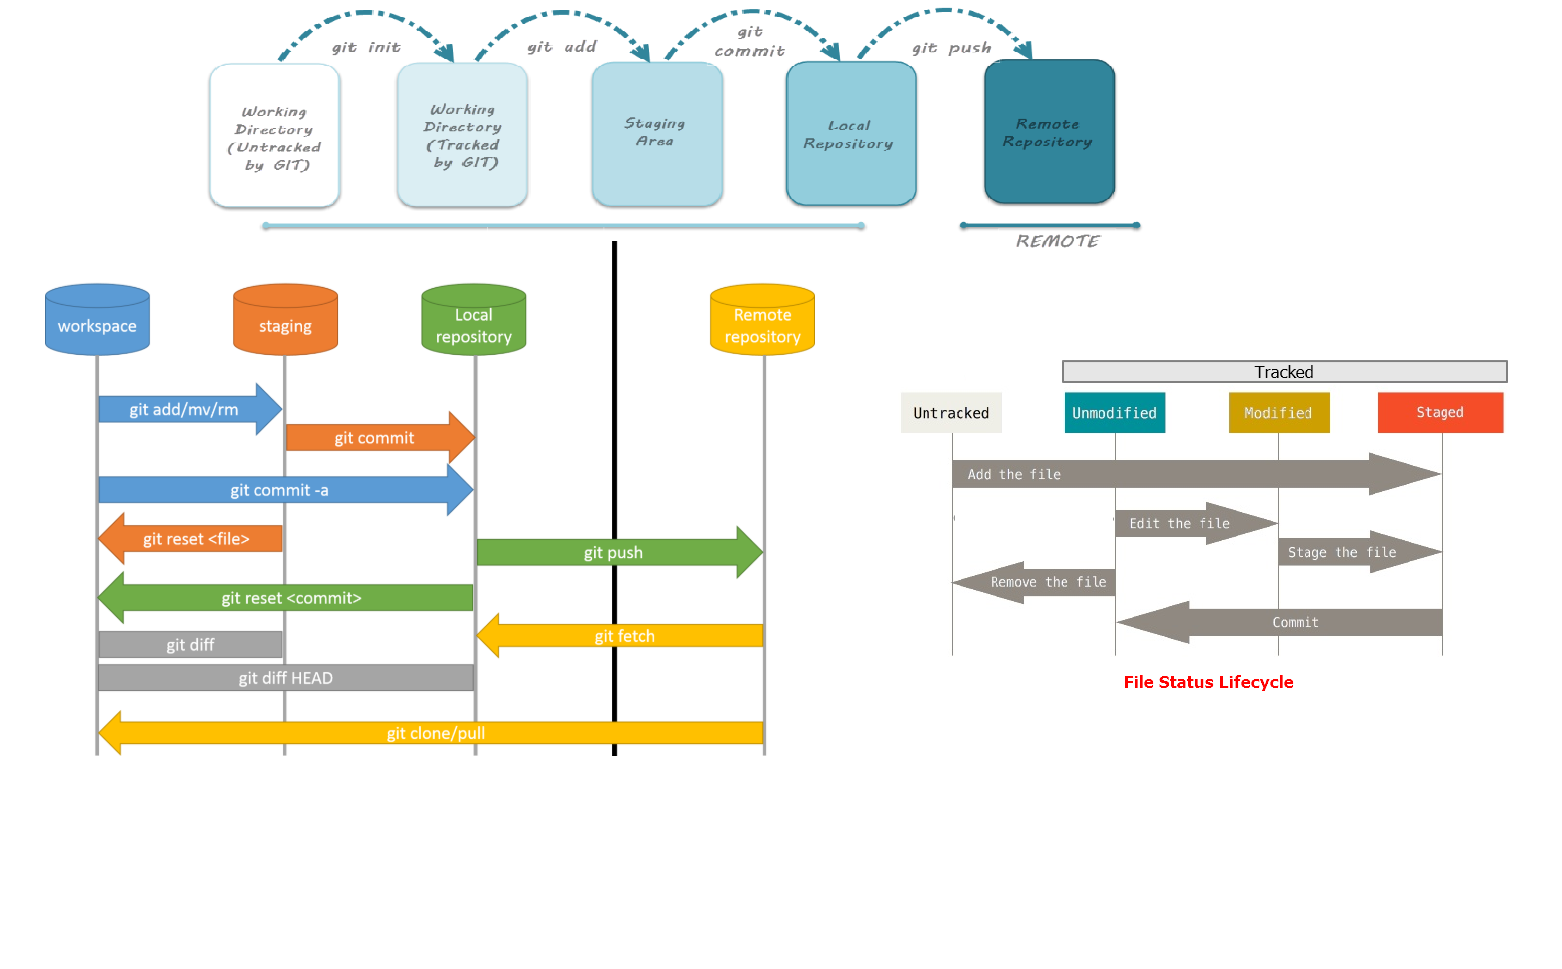 git init
git add
git
commit
git push
Working
Directory
(Untracked
by GIT)
Working
Directory
(Tracked
by GIT)
Staging
Area
Local
Repository
Remote
Repository
REMOTE
workspace
staging
Local
repository
Remote
repository
git add/mv/rm
git commit
git commit -a
git reset <file>
git push
git reset <commit>
git fetch
git diff
git diff HEAD
git clone/pull
Tracked
Untracked
Unmodified
Modified
Staged
Add the file
Edit the file
Stage the file
Remove the file
Commit
File Status Lifecycle